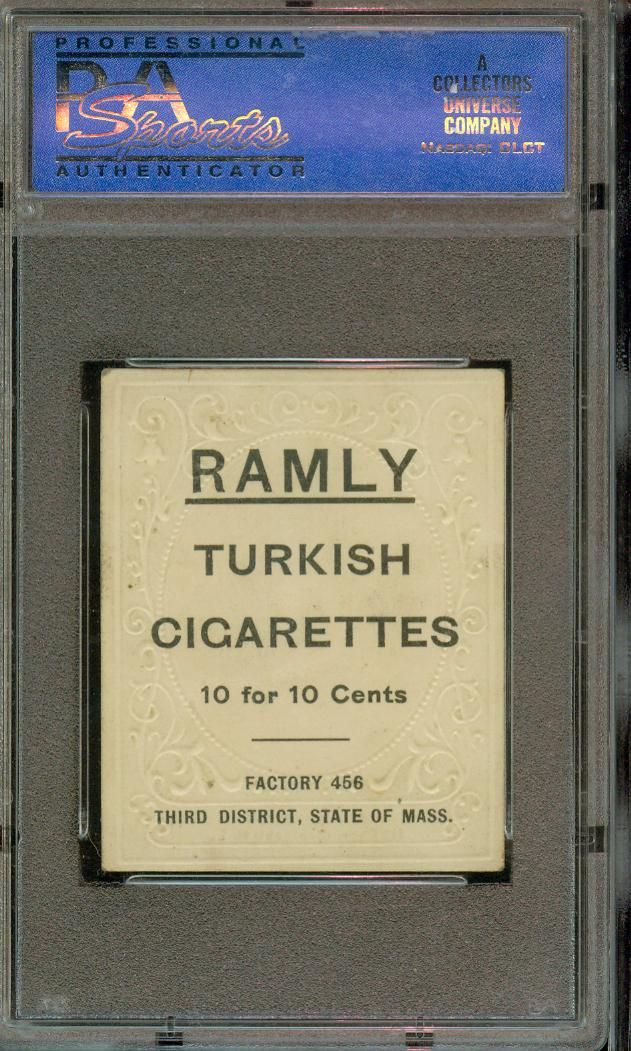 PROFESSIONAL
PSA
Sports
AUTHENTICATOR
A
COLLECTORS
UNIVERSE
COMPANY
NASDAQ: CLCT
RAMLY
TURKISH
CIGARETTES
10 for 10 Cents
FACTORY 456
THIRD DISTRICT, STATE OF MASS.